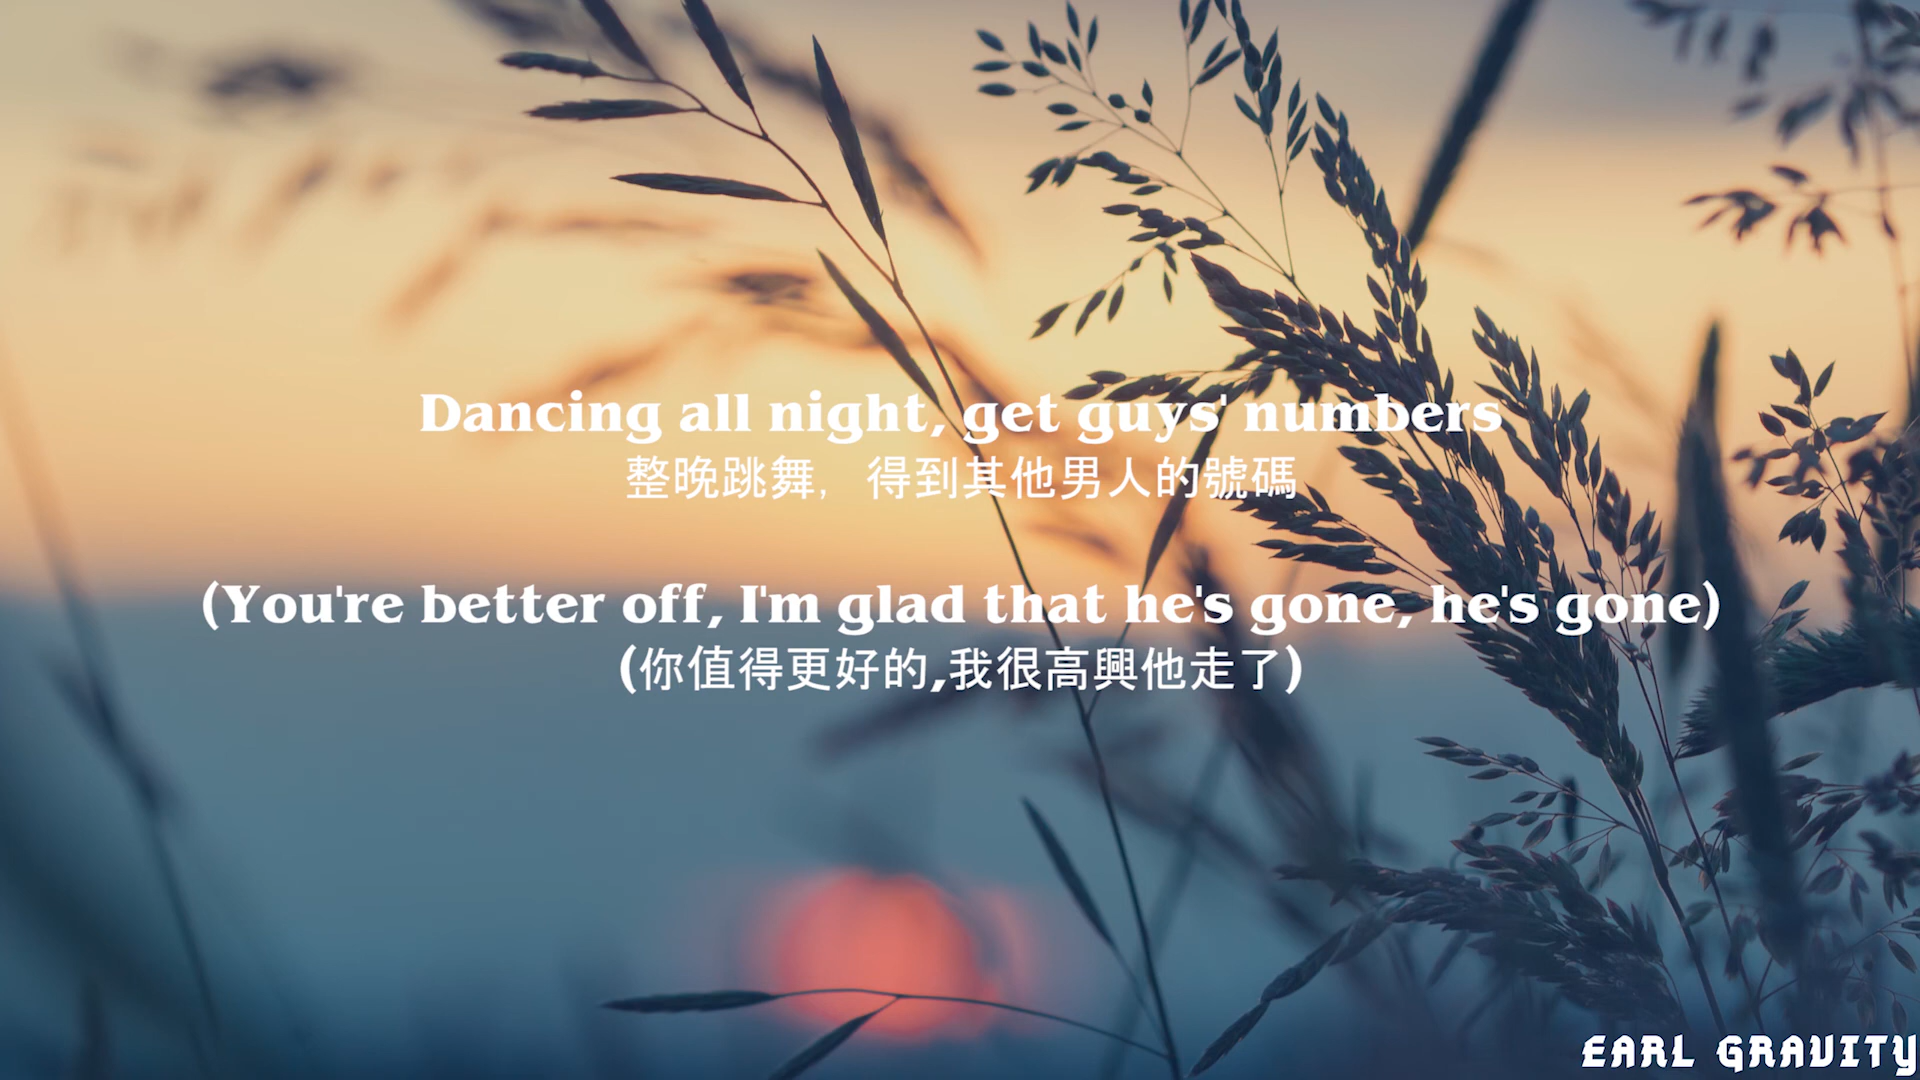 Dancing all night, get guys' numbers
整晚跳舞，得到其他男人的號碼
(You're better off, I'm glad that he's gone, he's gone)
(你值得更好的,我很高興他走了)
EARL GRAVITY